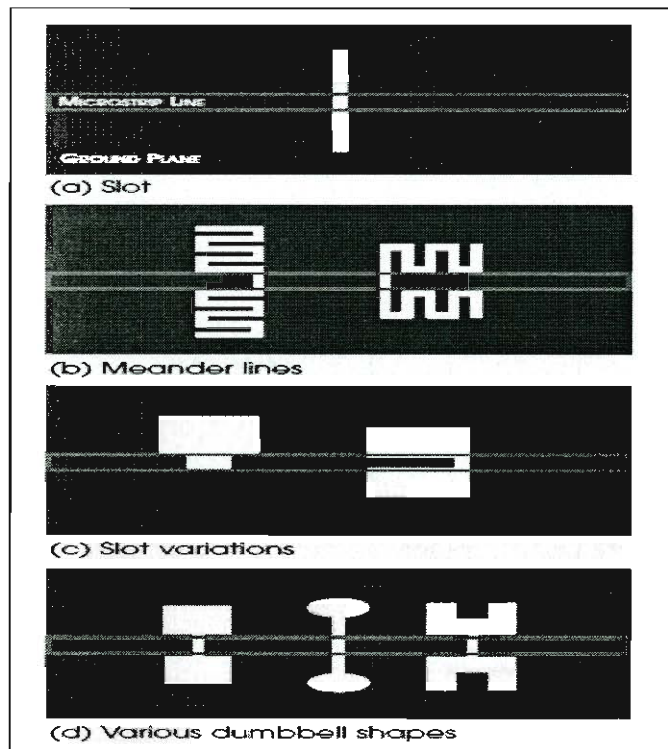 MICROSTRIP LINE
GROUND PLANE
(a) Slot
(b) Meander lines
(c) Slot variations
(d) Various dumbbell shapes